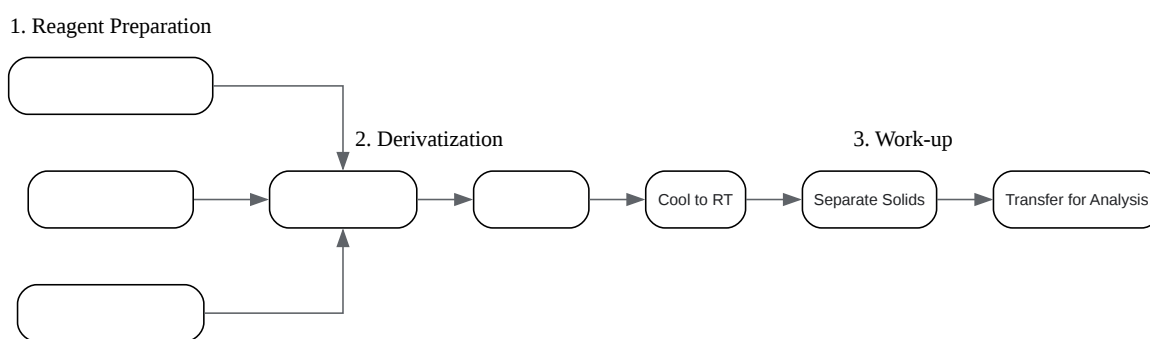 1. Reagent Preparation
2. Derivatization
3. Work-up
Cool to RT
Separate Solids
Transfer for Analysis